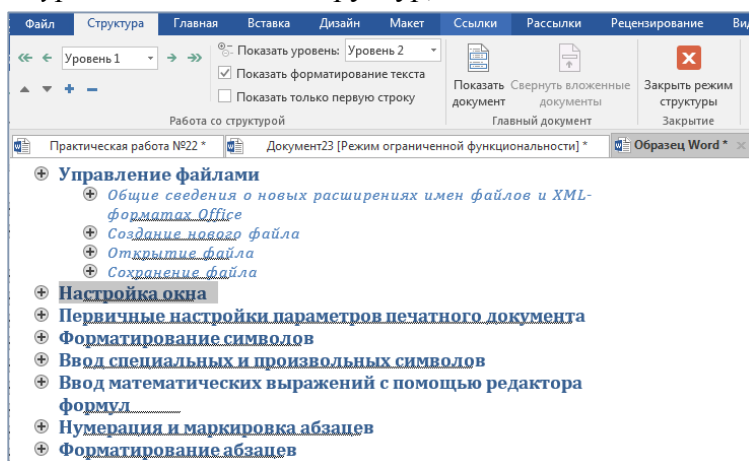 Файл Структура Главная Вставка Дизайн Макет Ссылки Рассылки Рецензирование
Уровень 1 Показать уровень: Уровень 2
Показать форматирование текста
Показать только первую строку
Показать документ
Свернуть вложенные документы
Закрыть режим структуры
Работа со структурой Главный документ Закрытие
Практическая работа №22 * Документ23 [Режим ограниченной функциональности] * Образец Word *
Управление файлами
Общие сведения о новых расширениях имен файлов и XML-
форматах Office
Создание нового файла
Открытие файла
Сохранение файла
Настройка окна
Первичные настройки параметров печатного документа
Форматирование символов
Ввод специальных и произвольных символов
Ввод математических выражений с помощью редактора
формул
Нумерация и маркировка абзацев
Форматирование абзацев